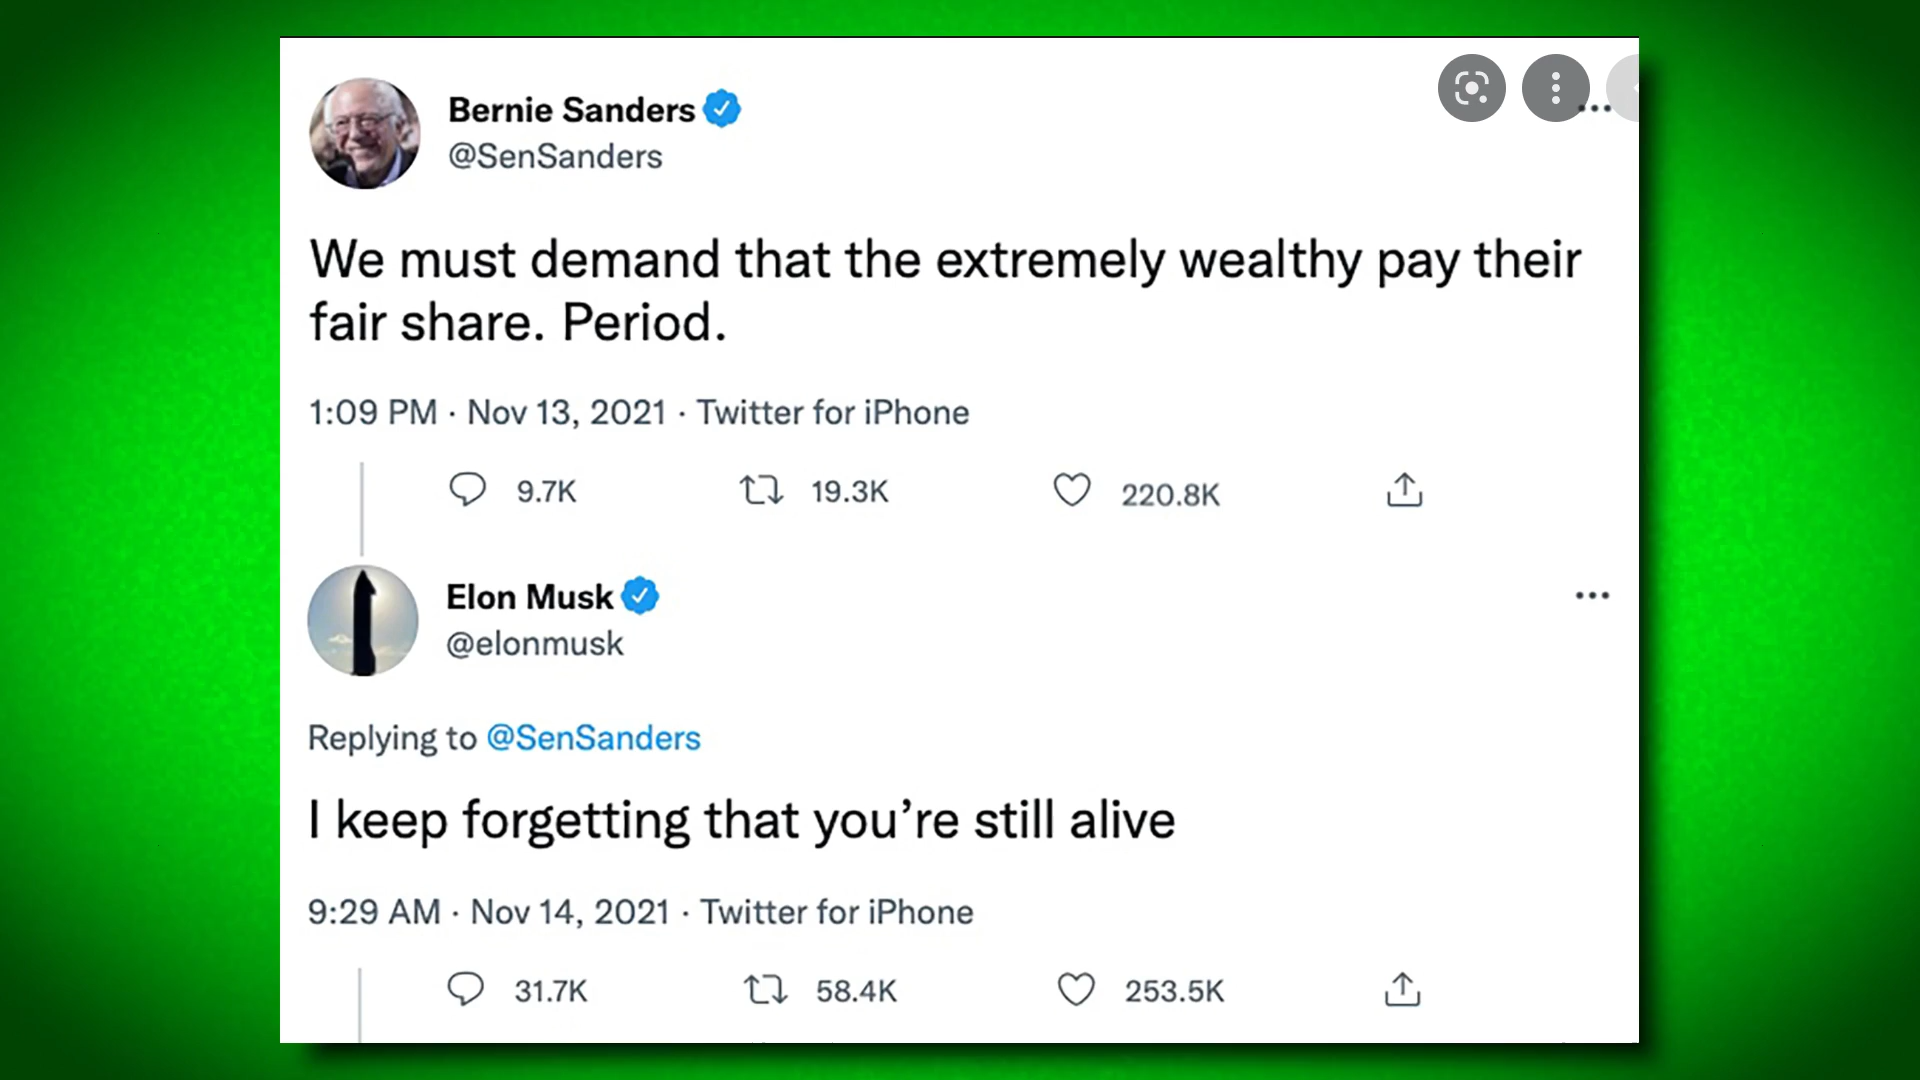 Bernie Sanders
@SenSanders
We must demand that the extremely wealthy pay their
fair share. Period.
1:09 PM · Nov 13, 2021 · Twitter for iPhone
9.7K 19.3K 220.8K
Elon Musk
@elonmusk
Replying to @SenSanders
I keep forgetting that you’re still alive
9:29 AM · Nov 14, 2021 · Twitter for iPhone
31.7K 58.4K 253.5K